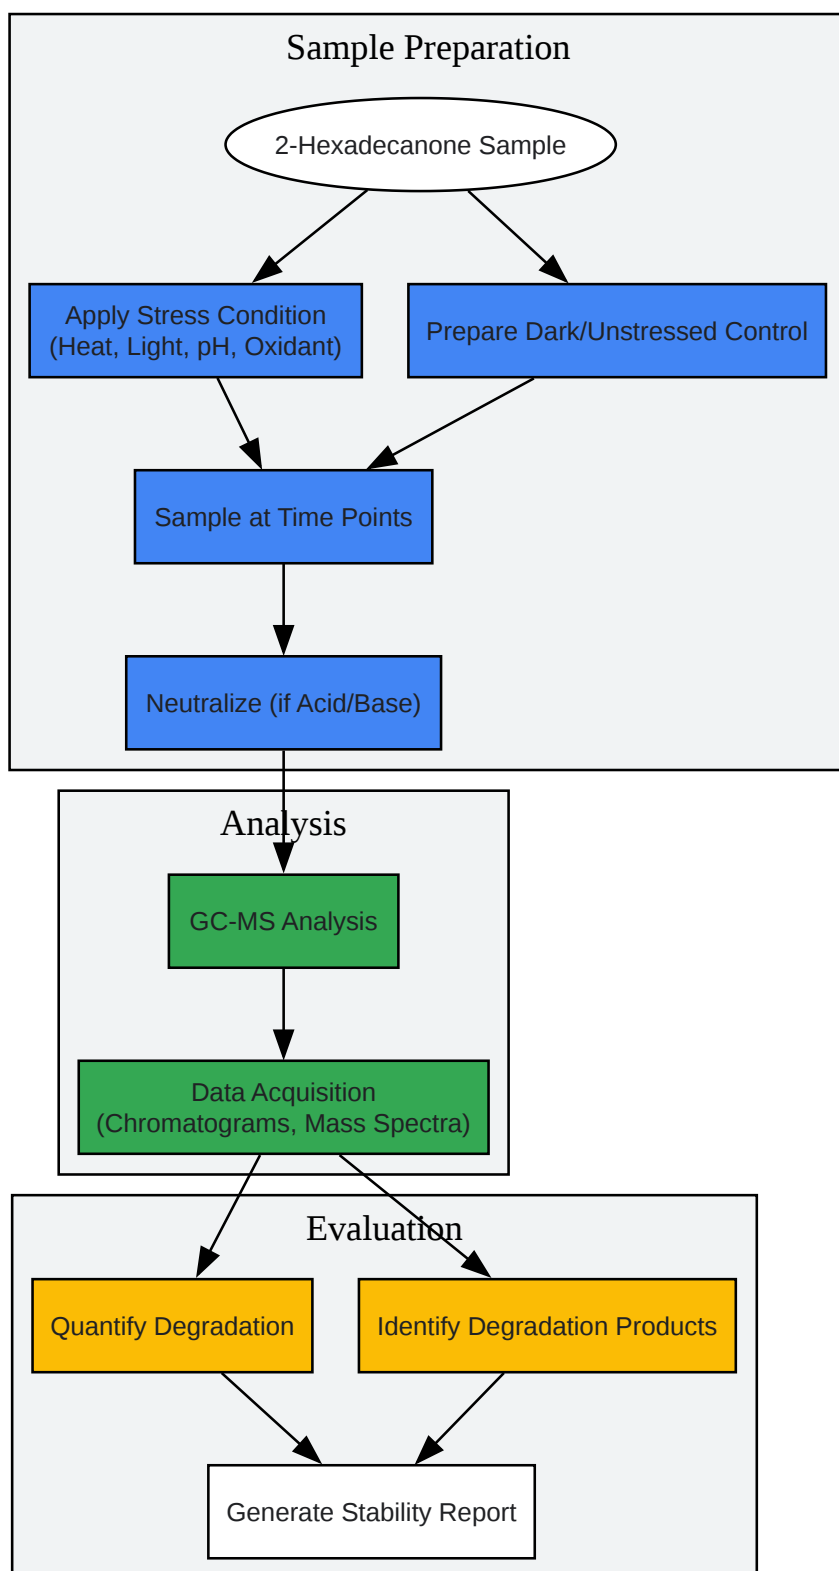 Sample Preparation
2-Hexadecanone Sample
Apply Stress Condition
(Heat, Light, pH, Oxidant)
Prepare Dark/Unstressed Control
Sample at Time Points
Neutralize (if Acid/Base)
Analysis
GC-MS Analysis
Data Acquisition
(Chromatograms, Mass Spectra)
Evaluation
Quantify Degradation
Identify Degradation Products
Generate Stability Report